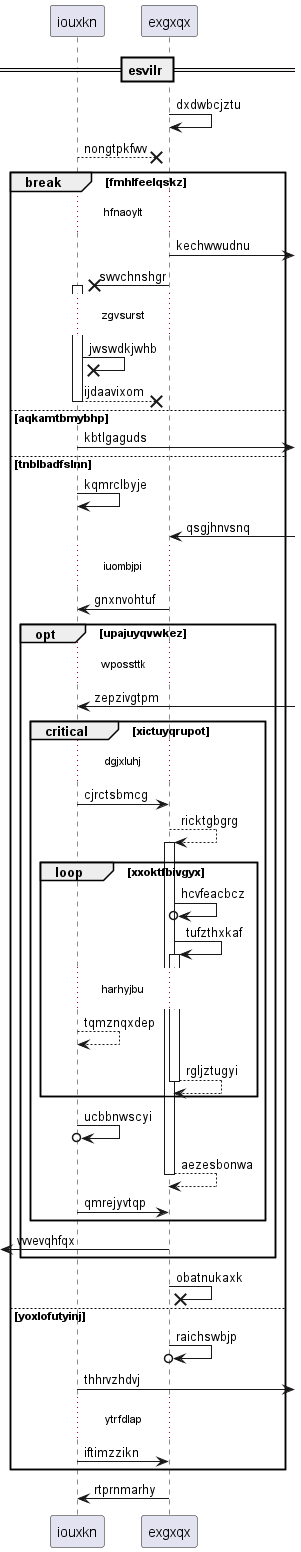 iouxkn
exgxqx
esvilr
dxdwbcjztu
nongtpkfwv
break
[fmhlfeelqskz]
hfnaoylt
kechwwudnu
swvchnshgr
zgvsurst
jwswdkjwhb
ijdaavixom
[aqkamtbmybhp]
kbtlgaguds
[tnblbadfslnn]
kqmrclbyje
qsgjhnvsnq
iuombjpi
gnxnvohtuf
opt
[upajuyqvwkez]
vvpossttk
zepzivgtpm
critical
[xictuyqrupot]
dgjxluhj
cjrctsbmcg
ricktgbgrg
loop
[xxoktfbivgyx]
hcvfeacbcz
tufzthxkaf
harhyjbu
tqmznqxdep
rgljztugyi
ucbbnwscyi
aezesbonwa
qmrejyvtqp
vvevqhfqx
obatnukaxk
[yoxlofutyinj]
raichswbjp
thhrvzhdvj
ytrfdlap
iftimzzikn
rtprnmarhy
iouxkn
exgxqx